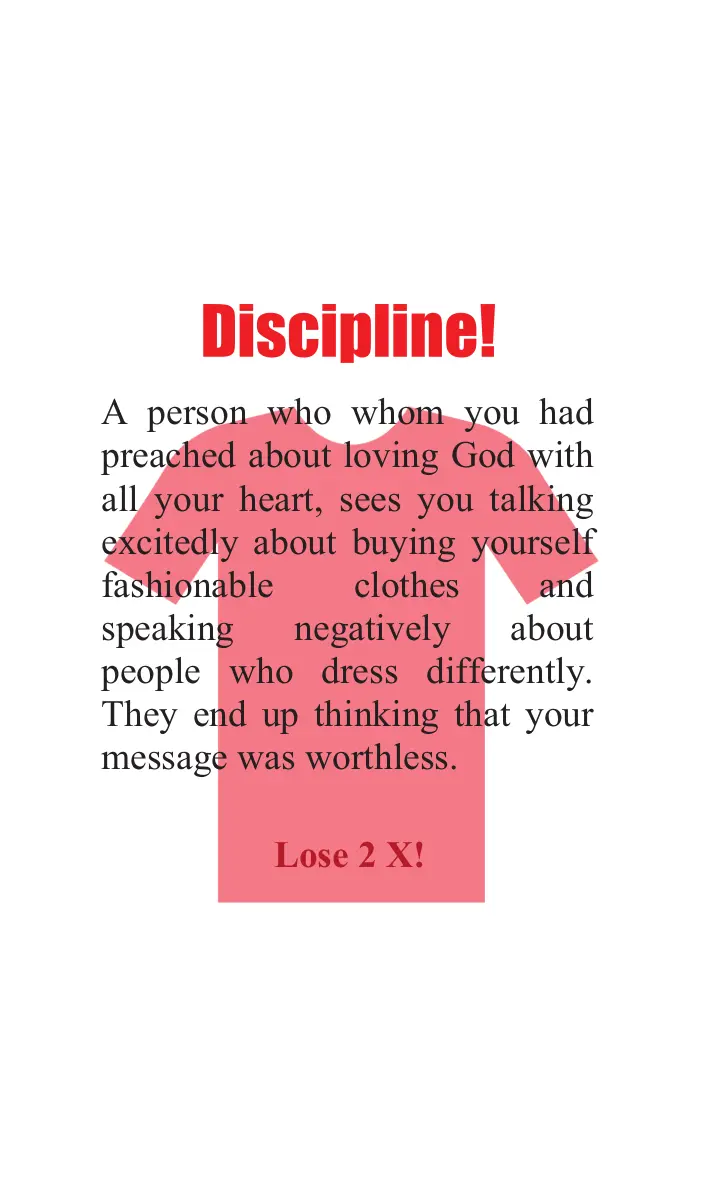 Discipline!
A person who whom you had
preached about loving God with
all your heart, sees you talking
excitedly about buying yourself
fashionable clothes and
speaking negatively about
people who dress differently.
They end up thinking that your
message was worthless.
Lose 2 X!